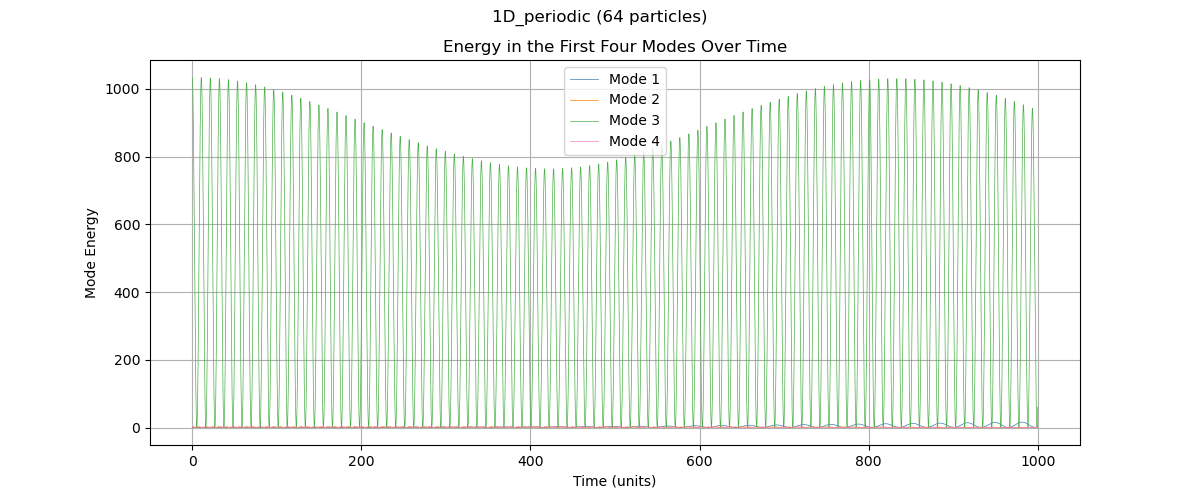 1D_periodic (64 particles)
Energy in the First Four Modes Over Time
Mode 1
Mode 2
Mode 3
Mode 4
Mode Energy
1000
800
600
400
200
0
0 200 400 600 800 1000
Time (units)